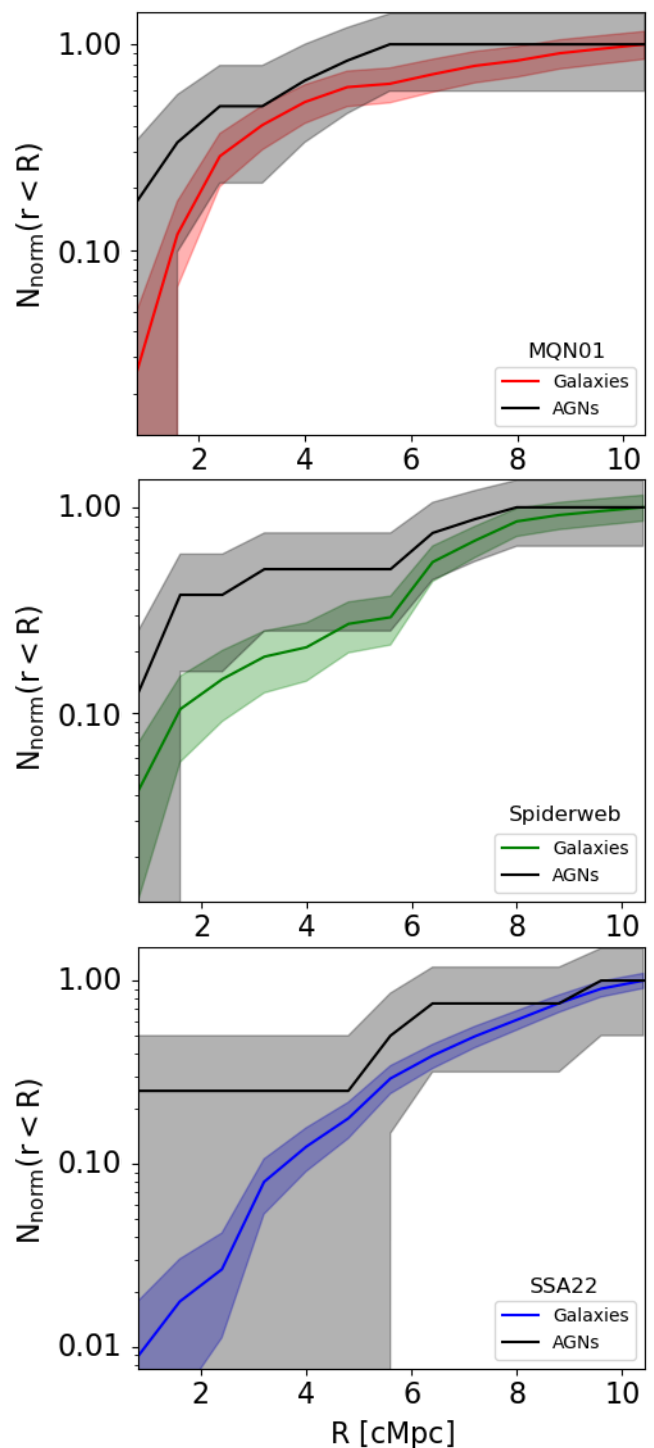 1.00
0.10
N_norm(r < R)
MQN01
Galaxies
AGNs
2 4 6 8 10
1.00
0.10
N_norm(r < R)
Spiderweb
Galaxies
AGNs
2 4 6 8 10
1.00
0.10
0.01
N_norm(r < R)
SSA22
Galaxies
AGNs
2 4 6 8 10
R [cMpc]